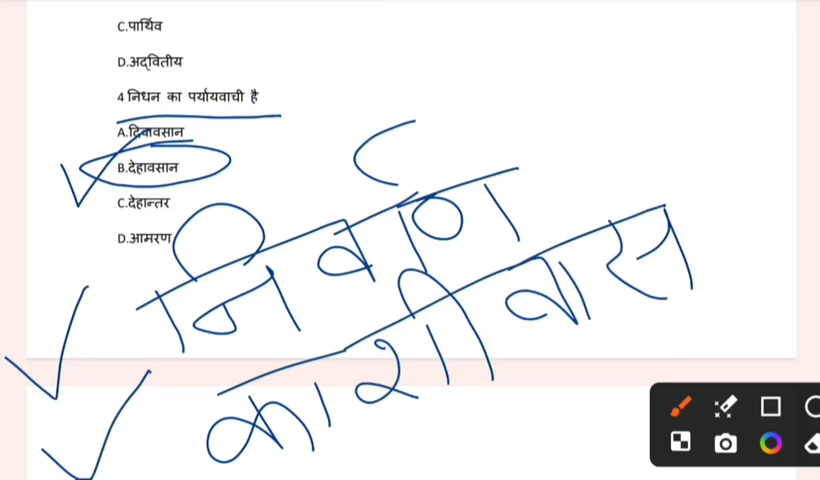 C.पार्थिव
D.अद्वितीय
4 निधन का पर्यायवाची है
A.दिवावसान
B.देहावसान
C.देहान्तर
D.आमरण
निर्वाण
काशीवास